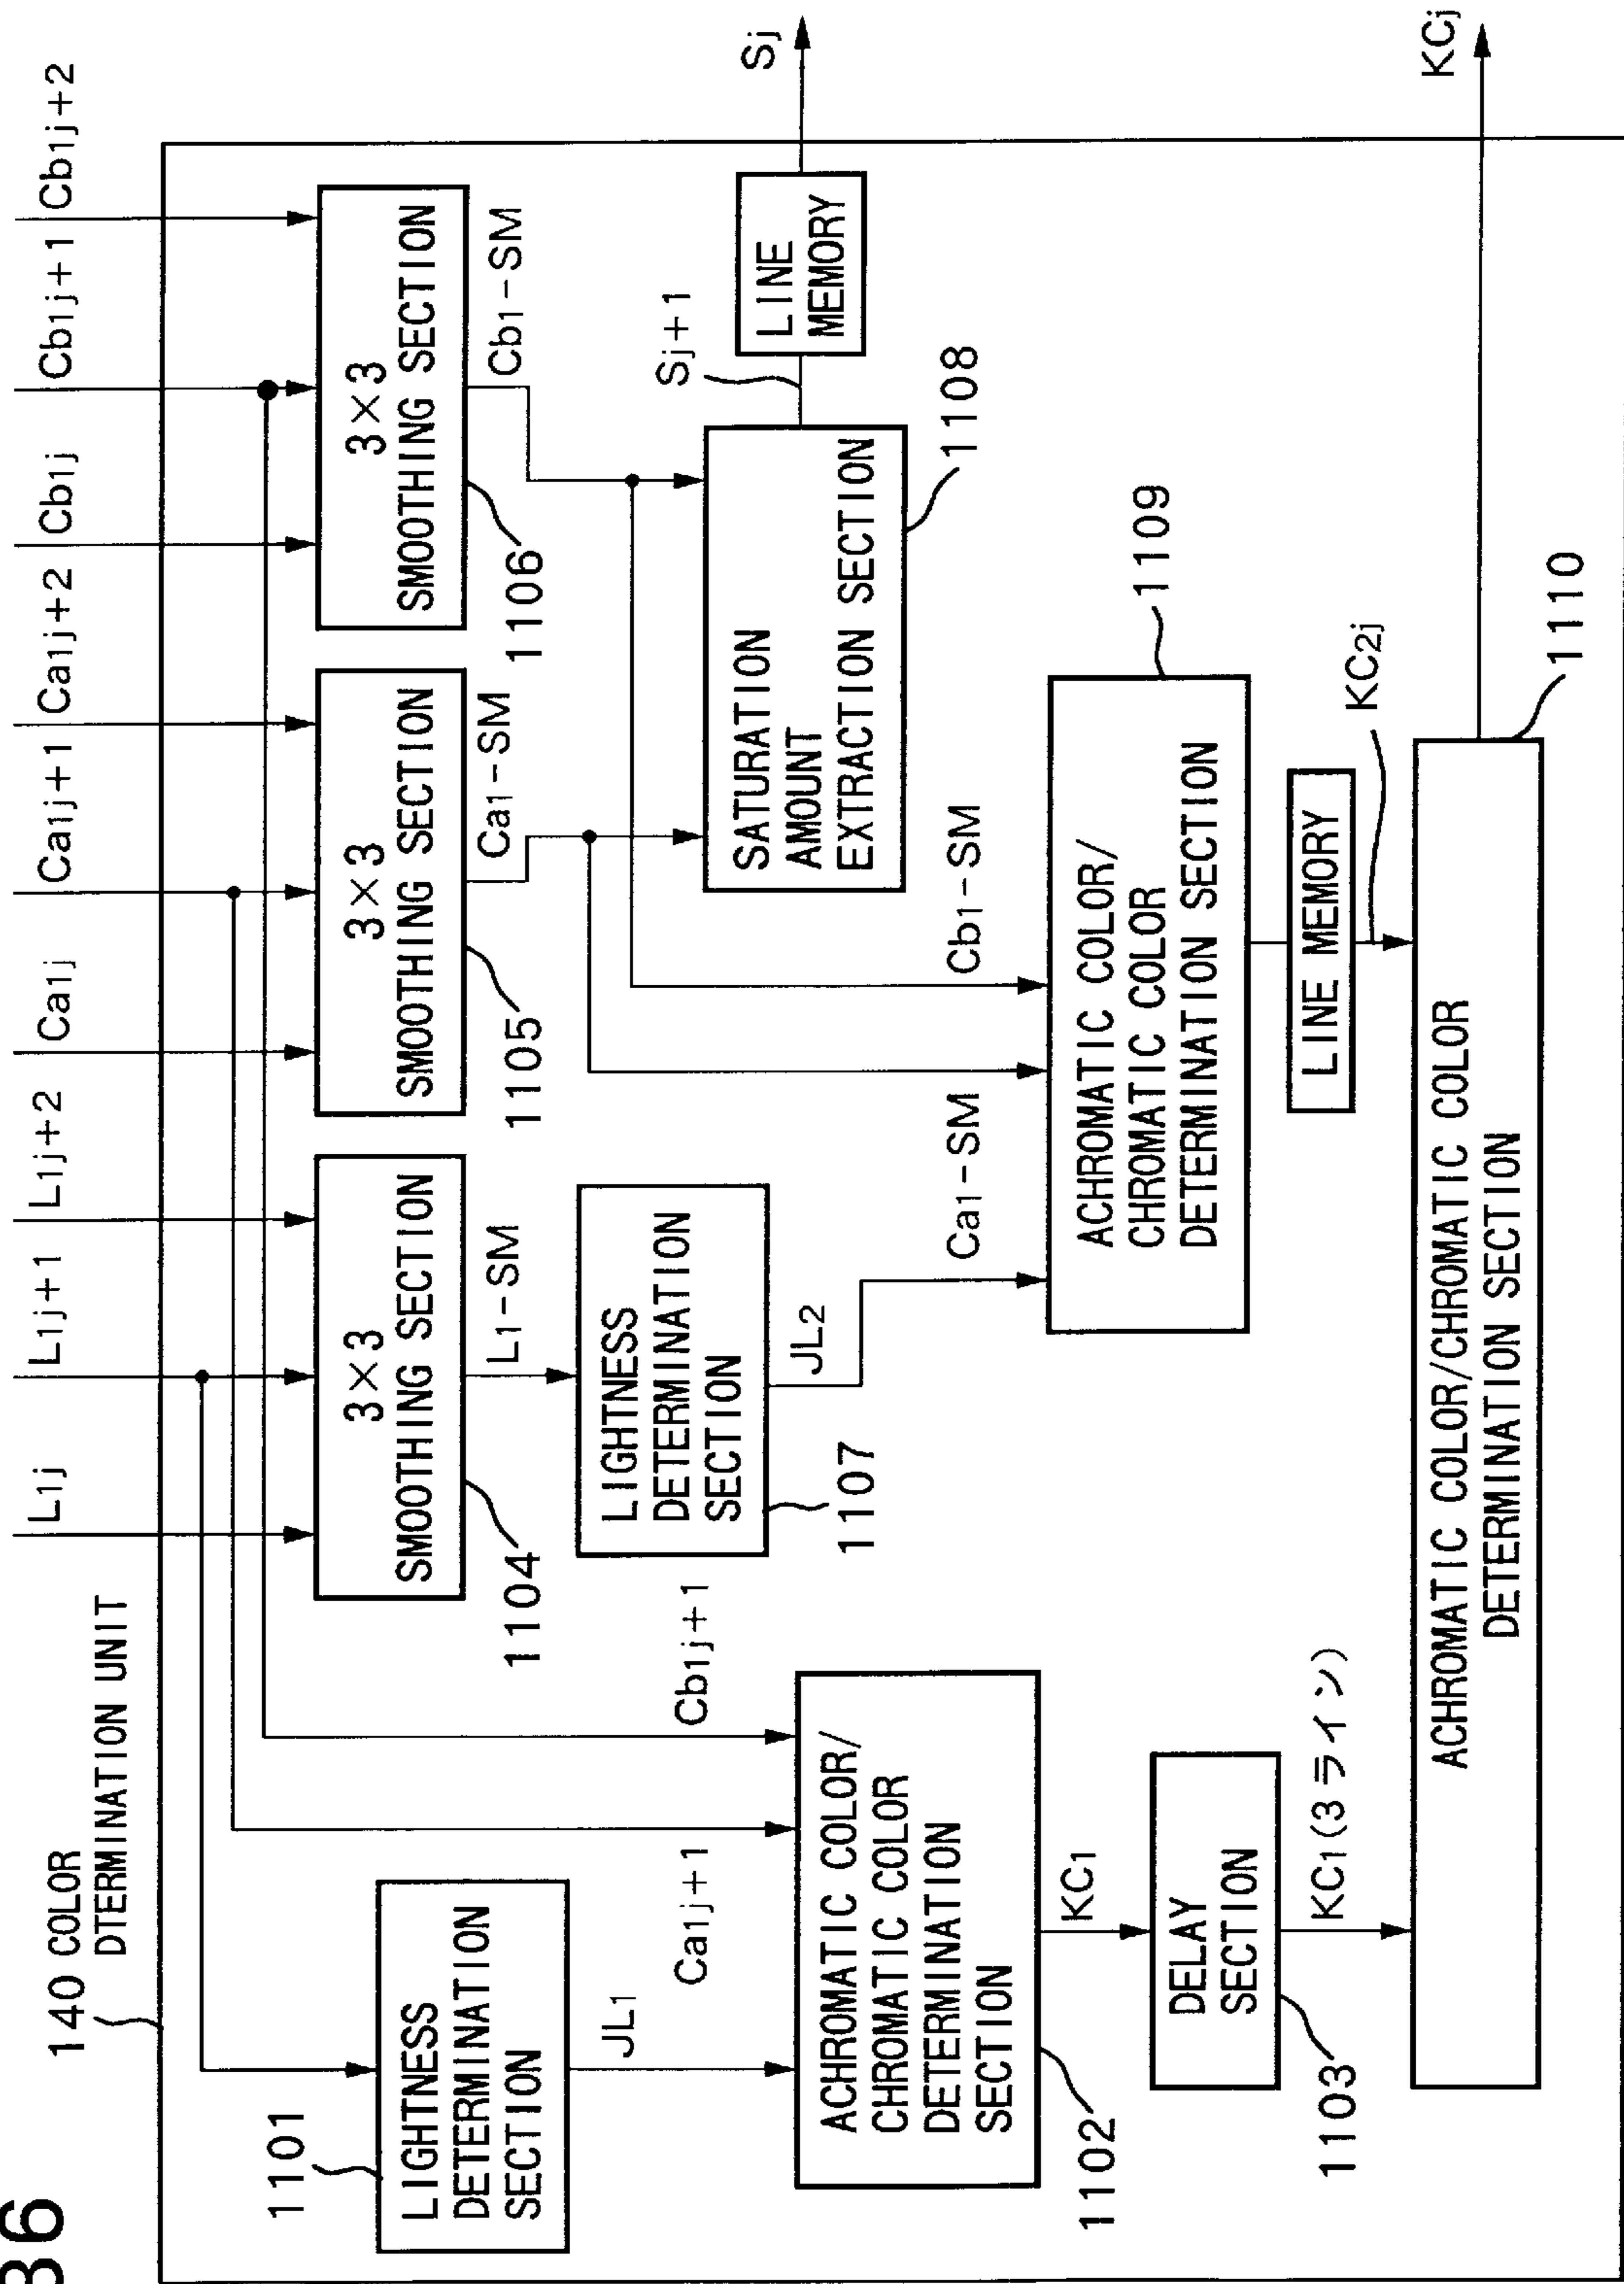 36
140 COLOR
DTERMINATION UNIT
L1j
L1j+1
L1j+2
Ca1j
Ca1j+1
Ca1j+2
Cb1j
Cb1j+1
Cb1j+2
1101
LIGHTNESS
DETERMINATION
SECTION
JL1
3×3
SMOOTHING SECTION
1104
L1-SM
3×3
SMOOTHING SECTION
1105
Ca1-SM
3×3
SMOOTHING SECTION
1106
Cb1-SM
LIGHTNESS
DETERMINATION
SECTION
1107
JL2
SATURATION
AMOUNT
EXTRACTION SECTION
1108
Sj+1
LINE
MEMORY
Sj
Ca1j+1
Cb1j+1
ACHROMATIC COLOR/
CHROMATIC COLOR
DETERMINATION
SECTION
1102
KC1
Ca1-SM
Cb1-SM
ACHROMATIC COLOR/
CHROMATIC COLOR
DETERMINATION SECTION
1109
DELAY
SECTION
1103
KC1(3ライン)
LINE MEMORY
KC2j
ACHROMATIC COLOR/CHROMATIC COLOR
DETERMINATION SECTION
1110
KCj